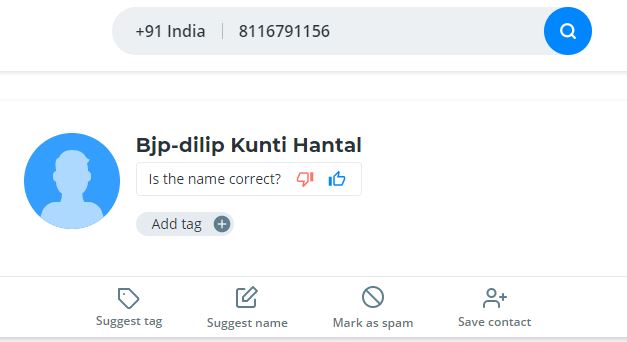 +91 India 8116791156
Bjp-dilip Kunti Hantal
Is the name correct?
Add tag
Suggest tag Suggest name Mark as spam Save contact